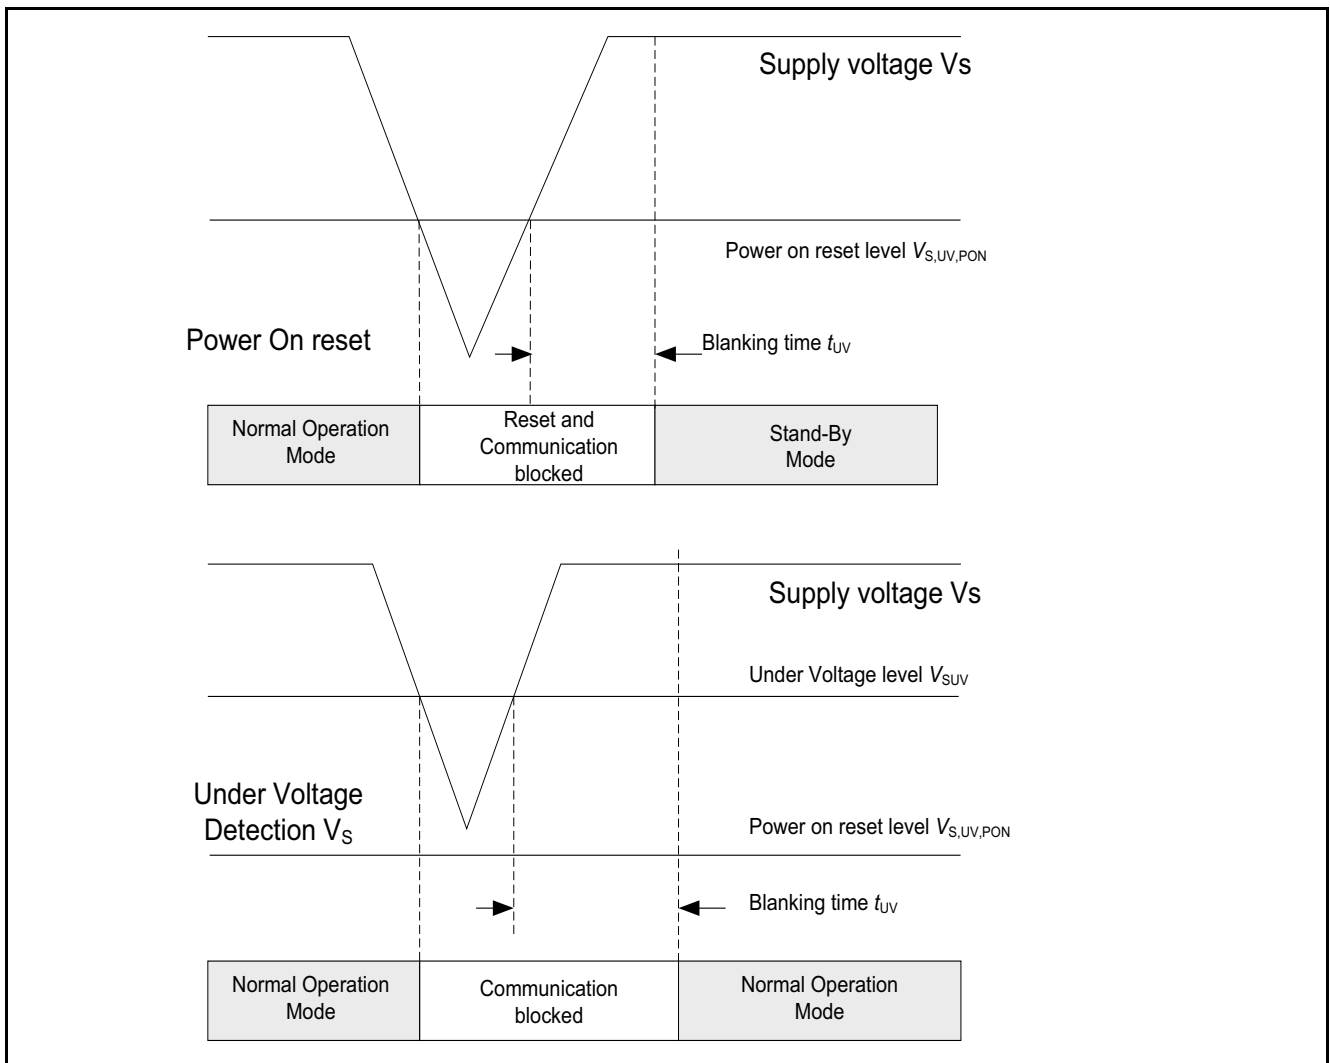 Supply voltage Vs
Power on reset level VS,UV,PON
Power On reset
Blanking time tUV
Normal Operation
Mode
Reset and
Communication
blocked
Stand-By
Mode
Supply voltage Vs
Under Voltage level VSUV
Under Voltage
Detection VS
Power on reset level VS,UV,PON
Blanking time tUV
Normal Operation
Mode
Communication
blocked
Normal Operation
Mode